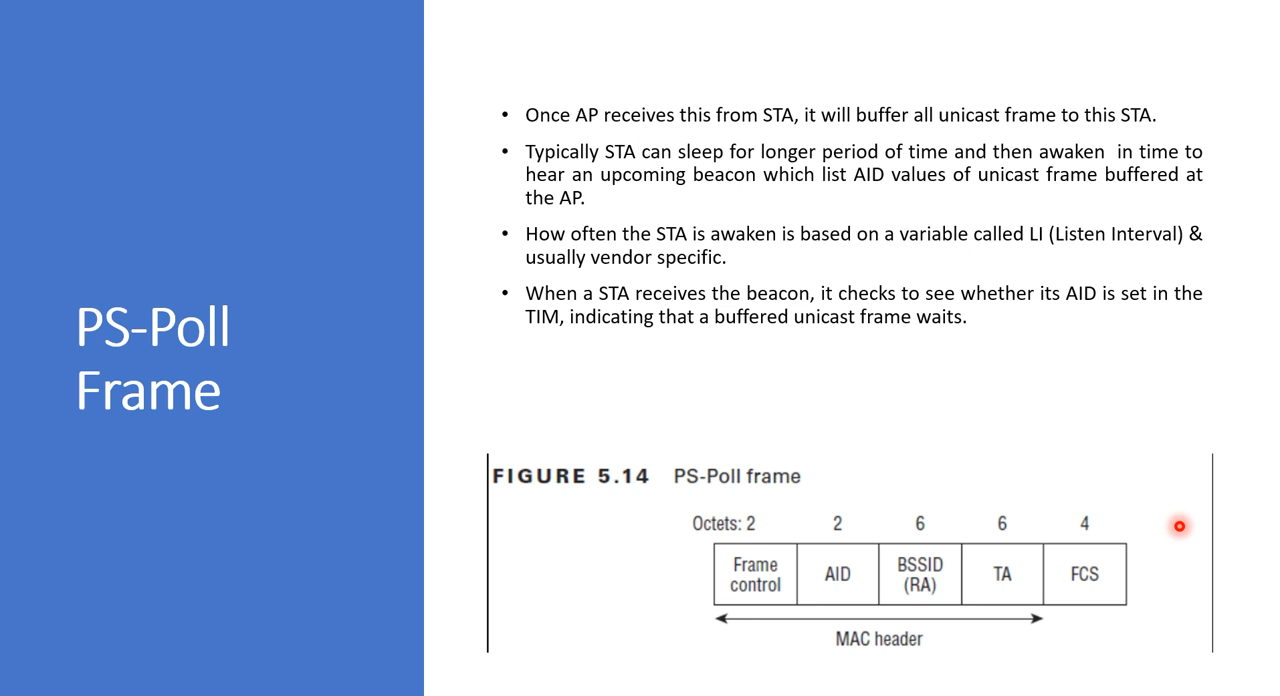 PS-Poll
Frame
• Once AP receives this from STA, it will buffer all unicast frame to this STA.
• Typically STA can sleep for longer period of time and then awaken  in time to
hear an upcoming beacon which list AID values of unicast frame buffered at
the AP.
• How often the STA is awaken is based on a variable called LI (Listen Interval) &
usually vendor specific.
• When a STA receives the beacon, it checks to see whether its AID is set in the
TIM, indicating that a buffered unicast frame waits.
FIGURE 5.14 PS-Poll frame
Octets: 2 2 6 6 4
Frame
control
AID
BSSID
(RA)
TA
FCS
MAC header